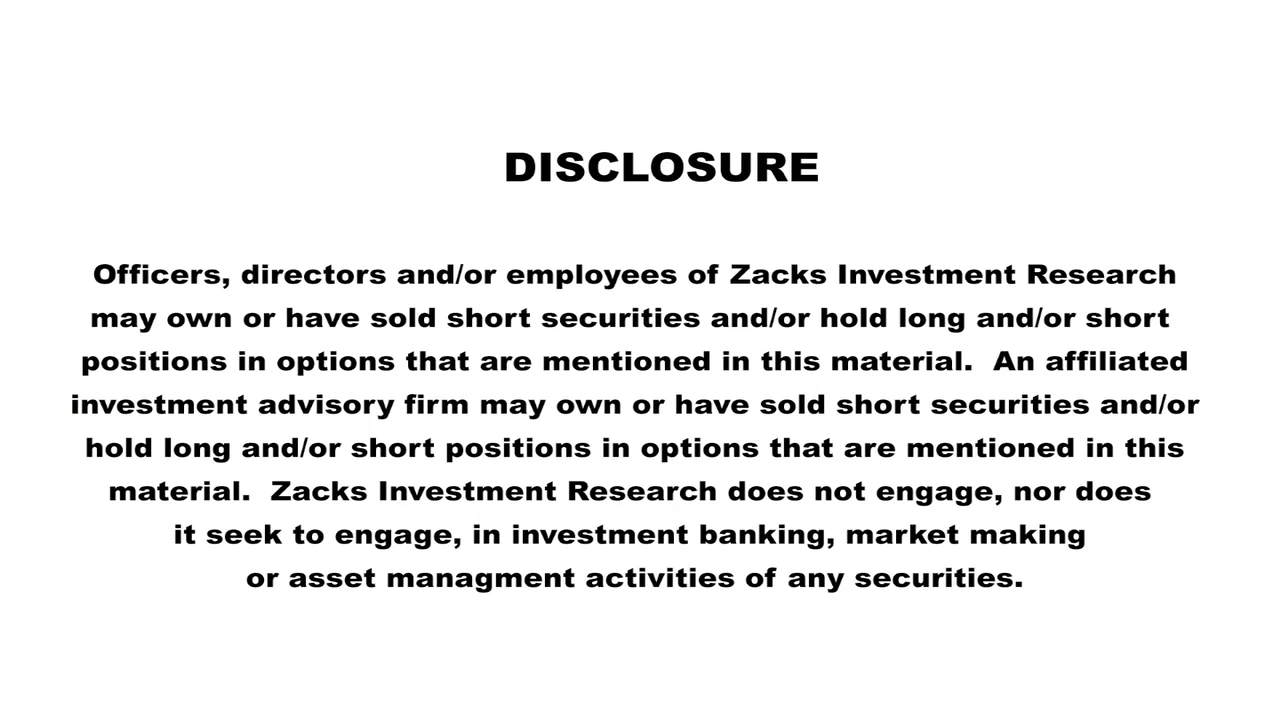 DISCLOSURE
Officers, directors and/or employees of Zacks Investment Research
may own or have sold short securities and/or hold long and/or short
positions in options that are mentioned in this material.  An affiliated
investment advisory firm may own or have sold short securities and/or
hold long and/or short positions in options that are mentioned in this
material.  Zacks Investment Research does not engage, nor does
it seek to engage, in investment banking, market making
or asset managment activities of any securities.